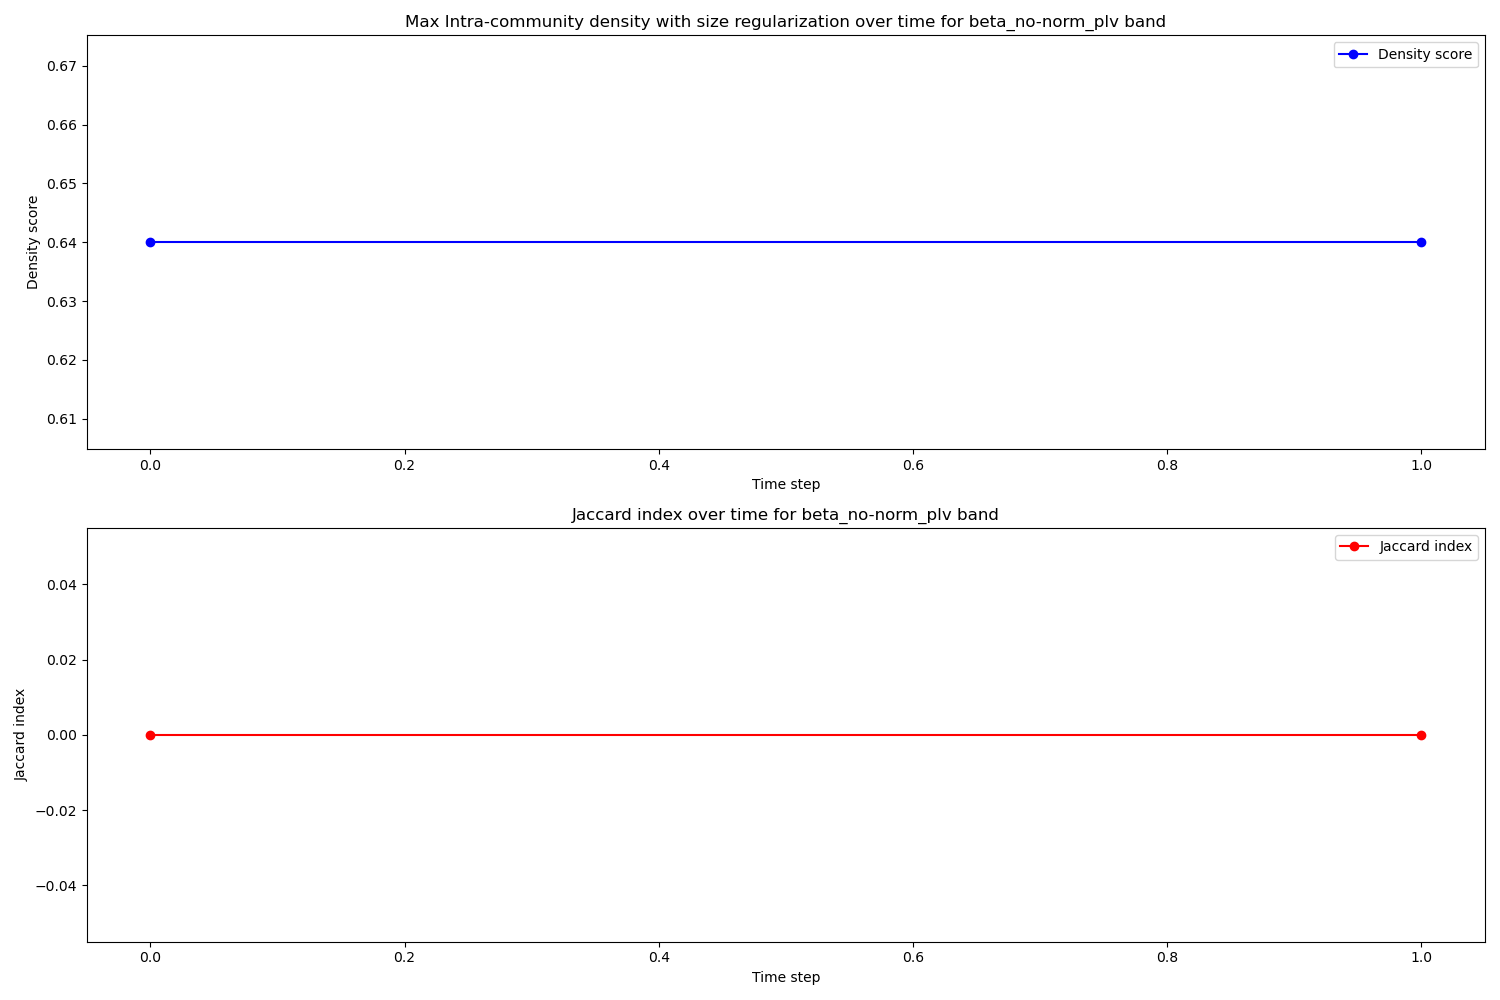 Max Intra-community density with size regularization over time for beta_no-norm_plv band
Density score
0.67
0.66
0.65
0.64
0.63
0.62
0.61
Density score
0.0 0.2 0.4 0.6 0.8 1.0
Time step
Jaccard index over time for beta_no-norm_plv band
Jaccard index
0.04
0.02
0.00
−0.02
−0.04
Jaccard index
0.0 0.2 0.4 0.6 0.8 1.0
Time step